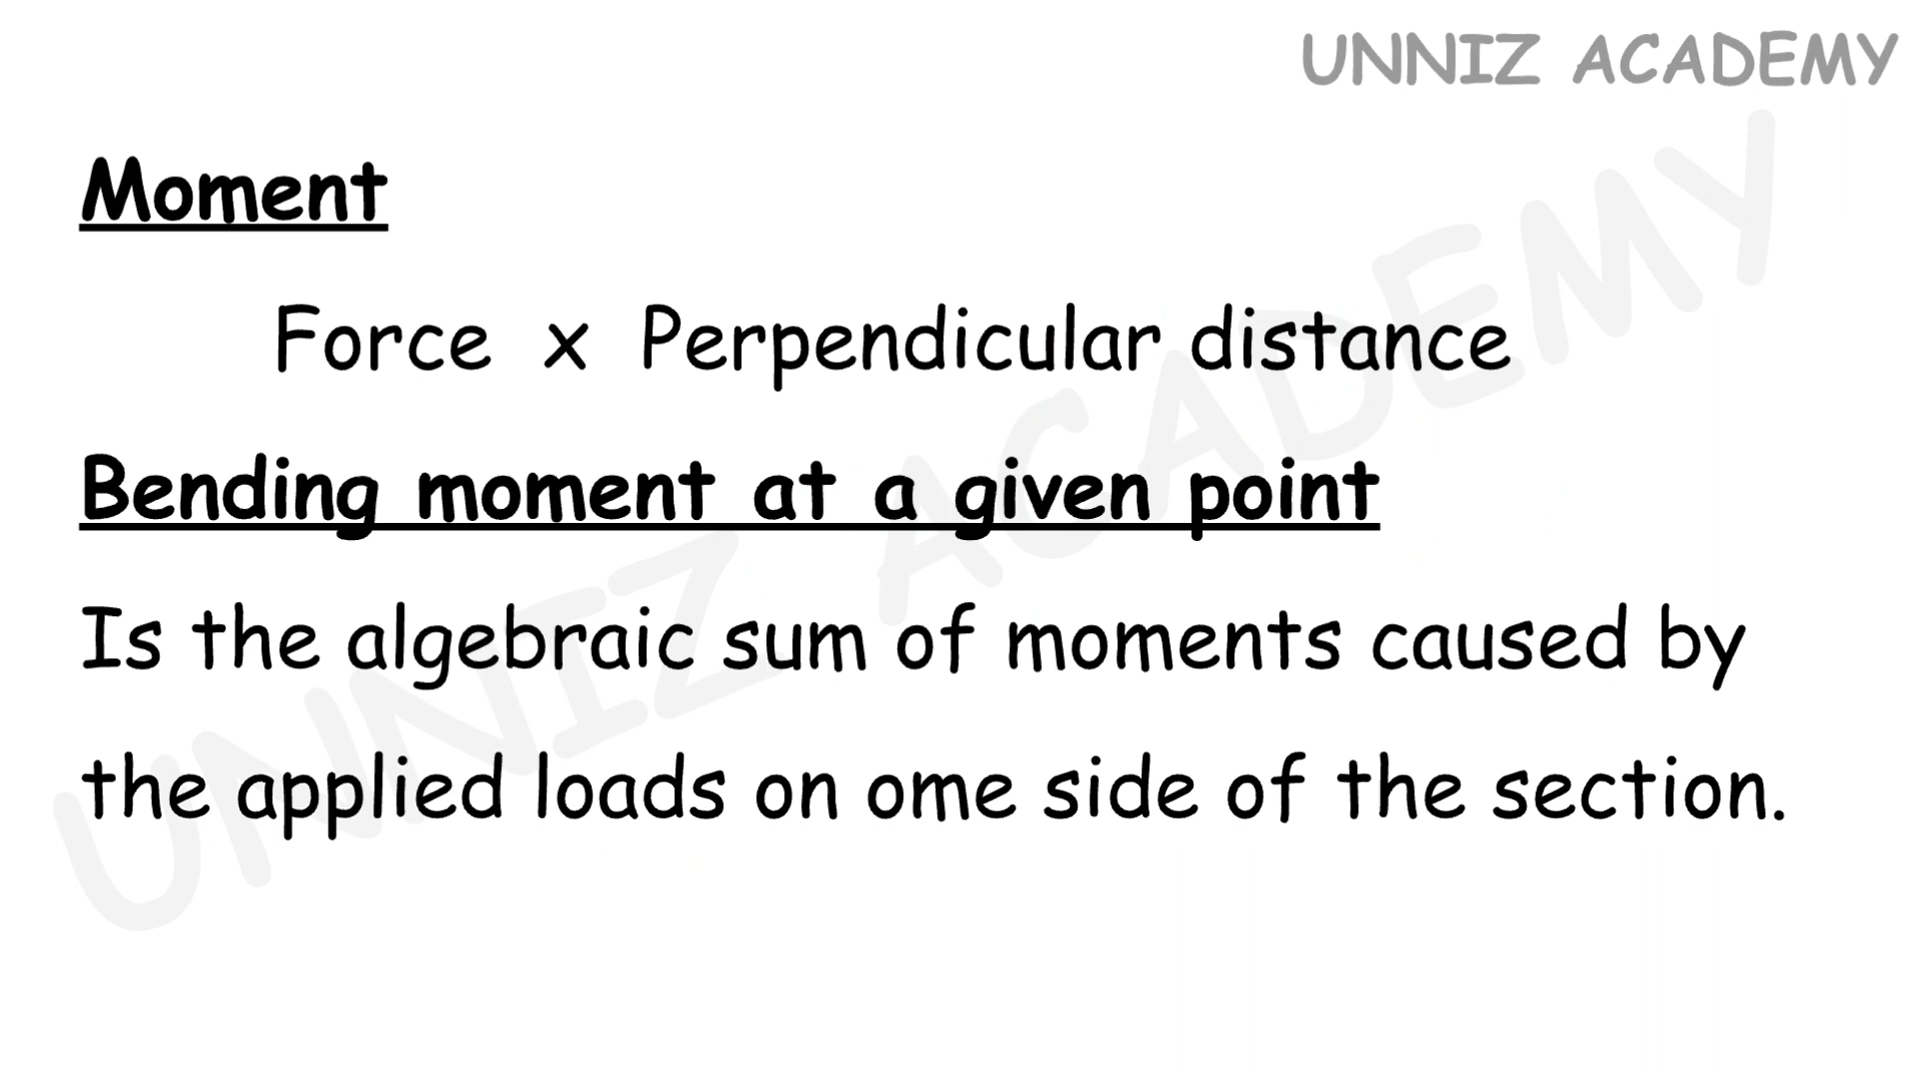 UNNIZ ACADEMY
Moment
Force x Perpendicular distance
Bending moment at a given point
Is the algebraic sum of moments caused by
the applied loads on ome side of the section.
UNNIZ ACADEMY